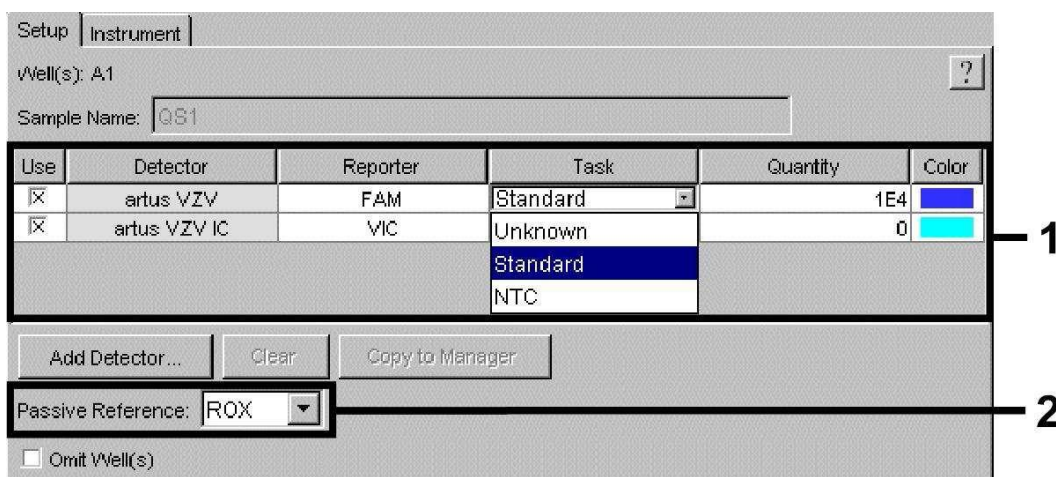 Setup Instrument
Well(s): A1
?
Sample Name: QS1
Use Detector Reporter Task Quantity Color
artus VZV FAM Standard 1E4
artus VZV IC VIC Unknown 0
1
Standard
NTC
Add Detector... Clear Copy to Manager
Passive Reference: ROX
2
Omit Well(s)